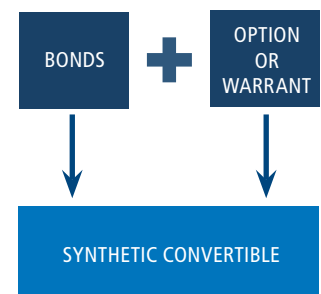 BONDS
OPTION
OR
WARRANT
SYNTHETIC CONVERTIBLE